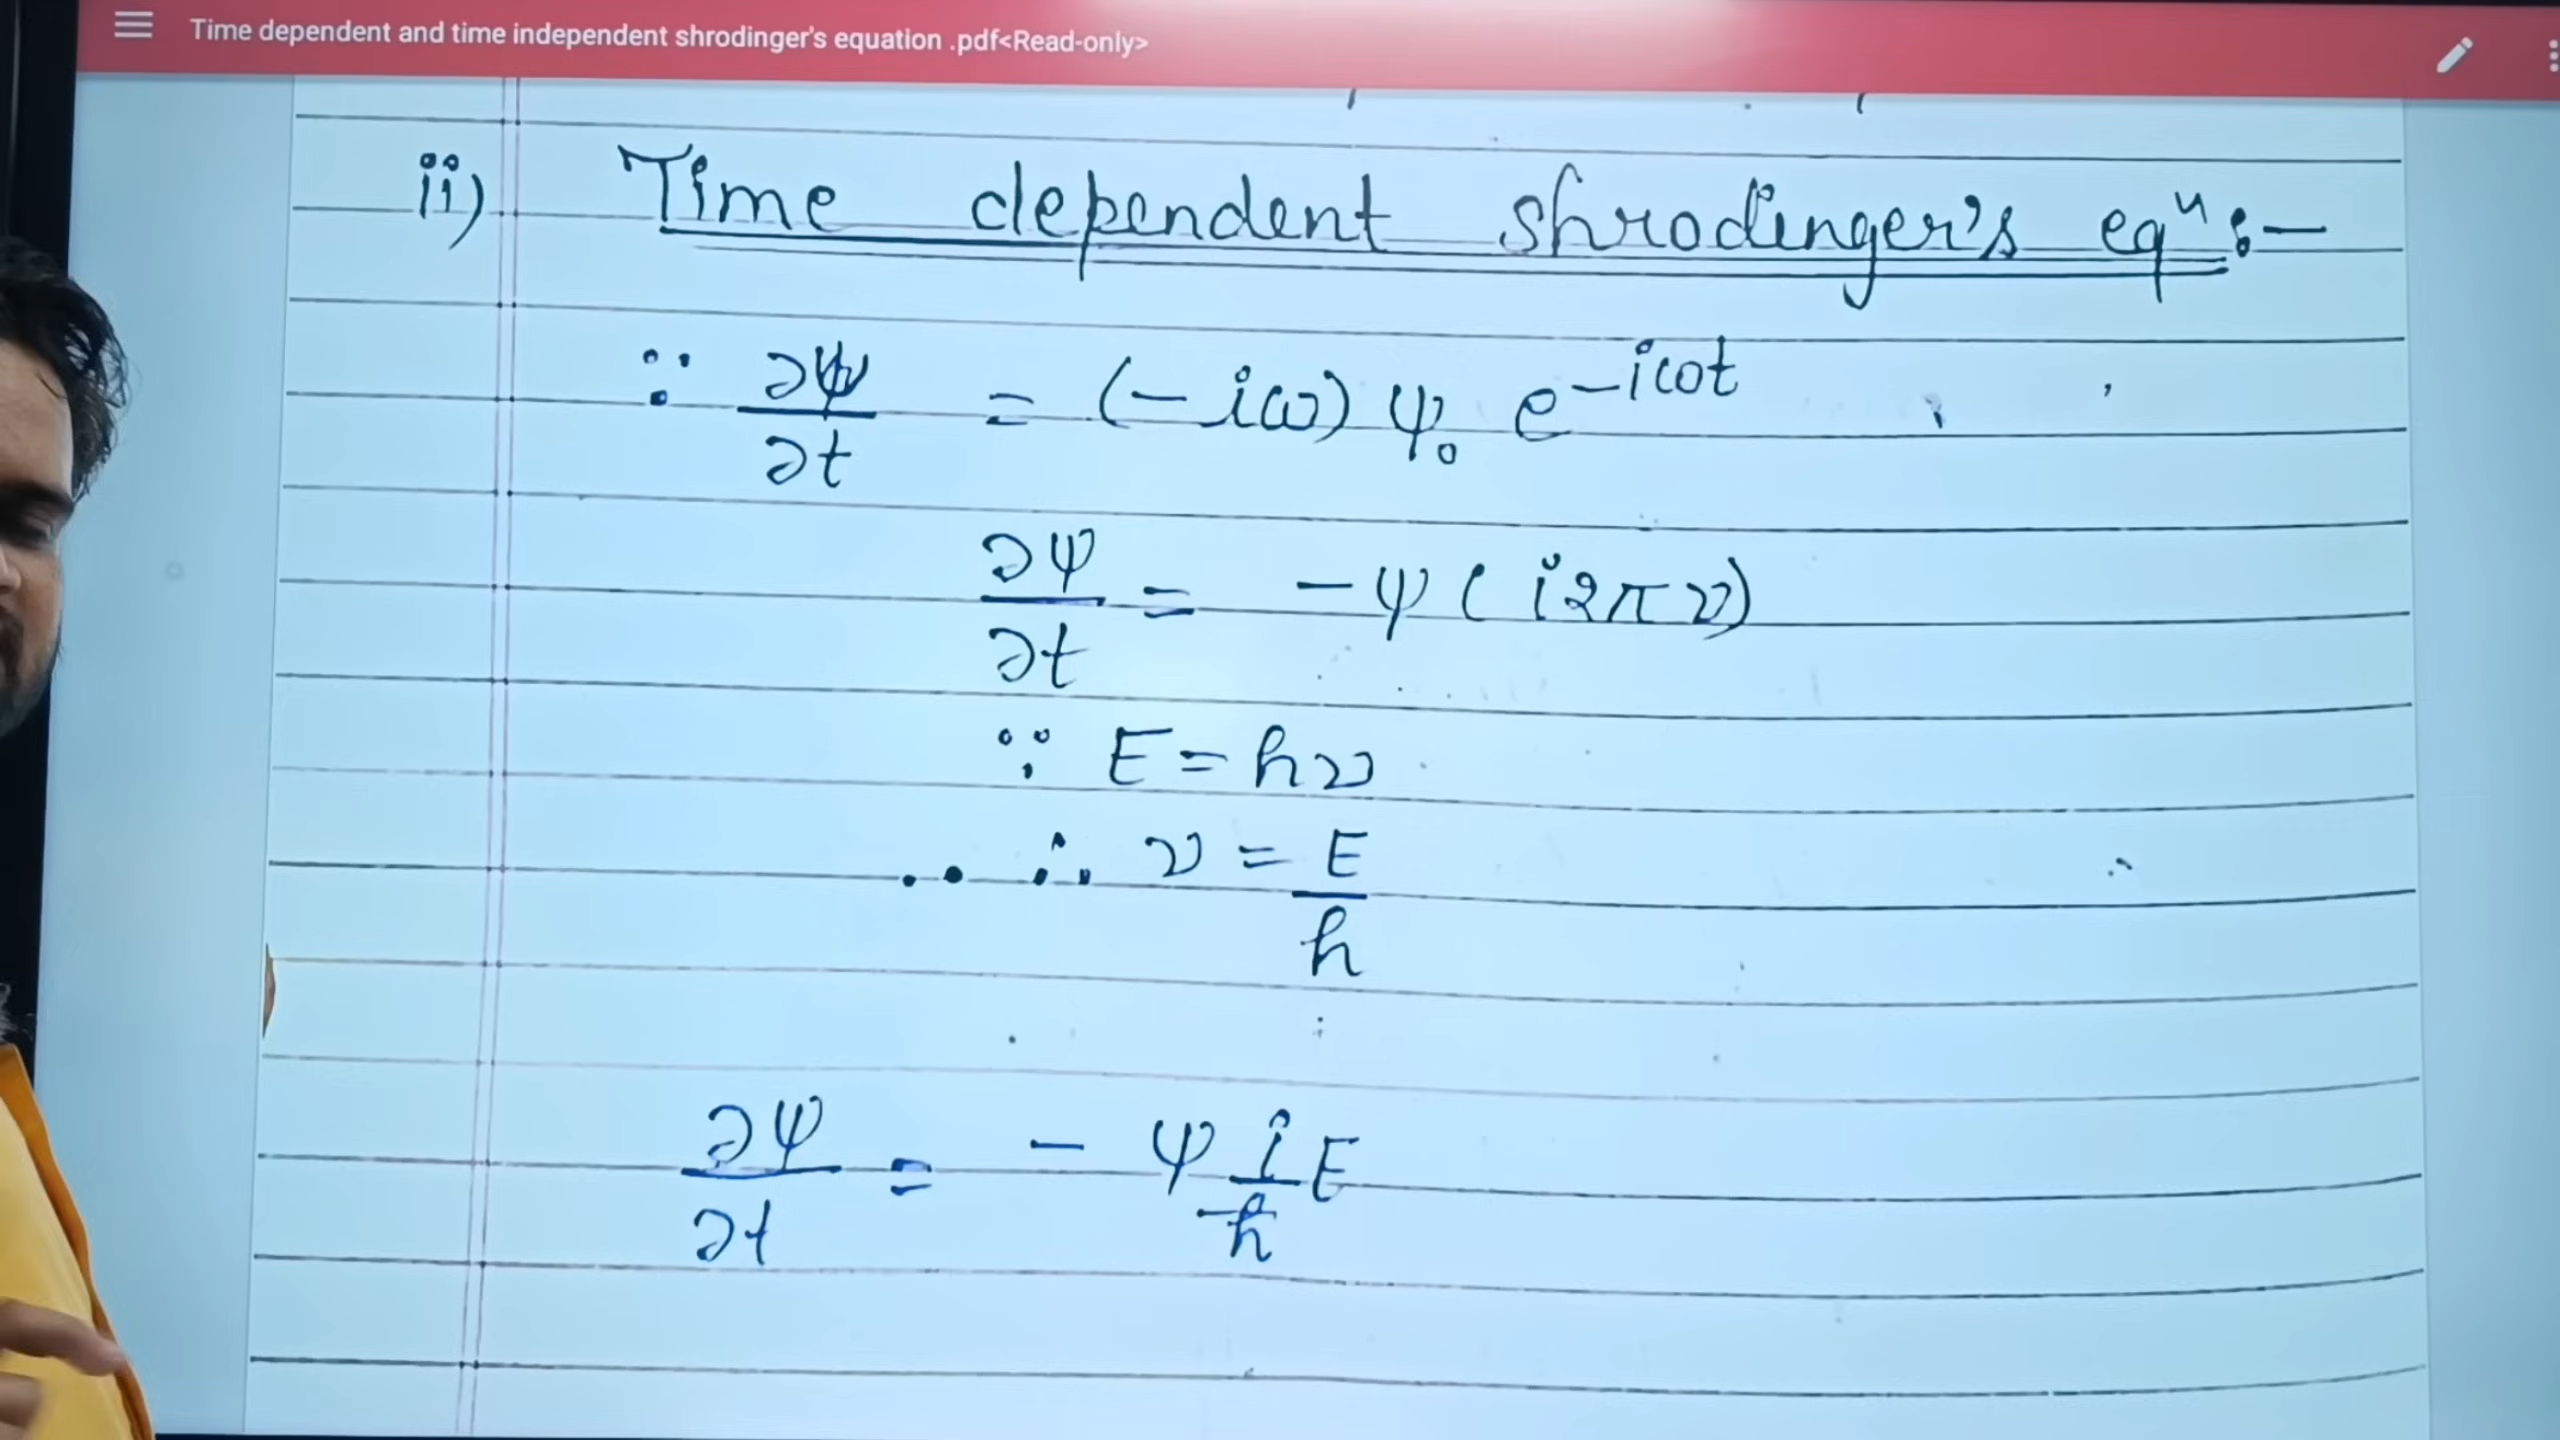 Time dependent and time independent shrodinger's equation .pdf<Read-only>
ii) Time dependent shrodinger's eqⁿ :-
∵ ∂ψ/∂t = (-iω) ψ₀ e^-iωt
∂ψ/∂t = -ψ (i2πν)
∵ E = hν
∴ ν = E/h
∂ψ/∂t = - ψ i/ħ E